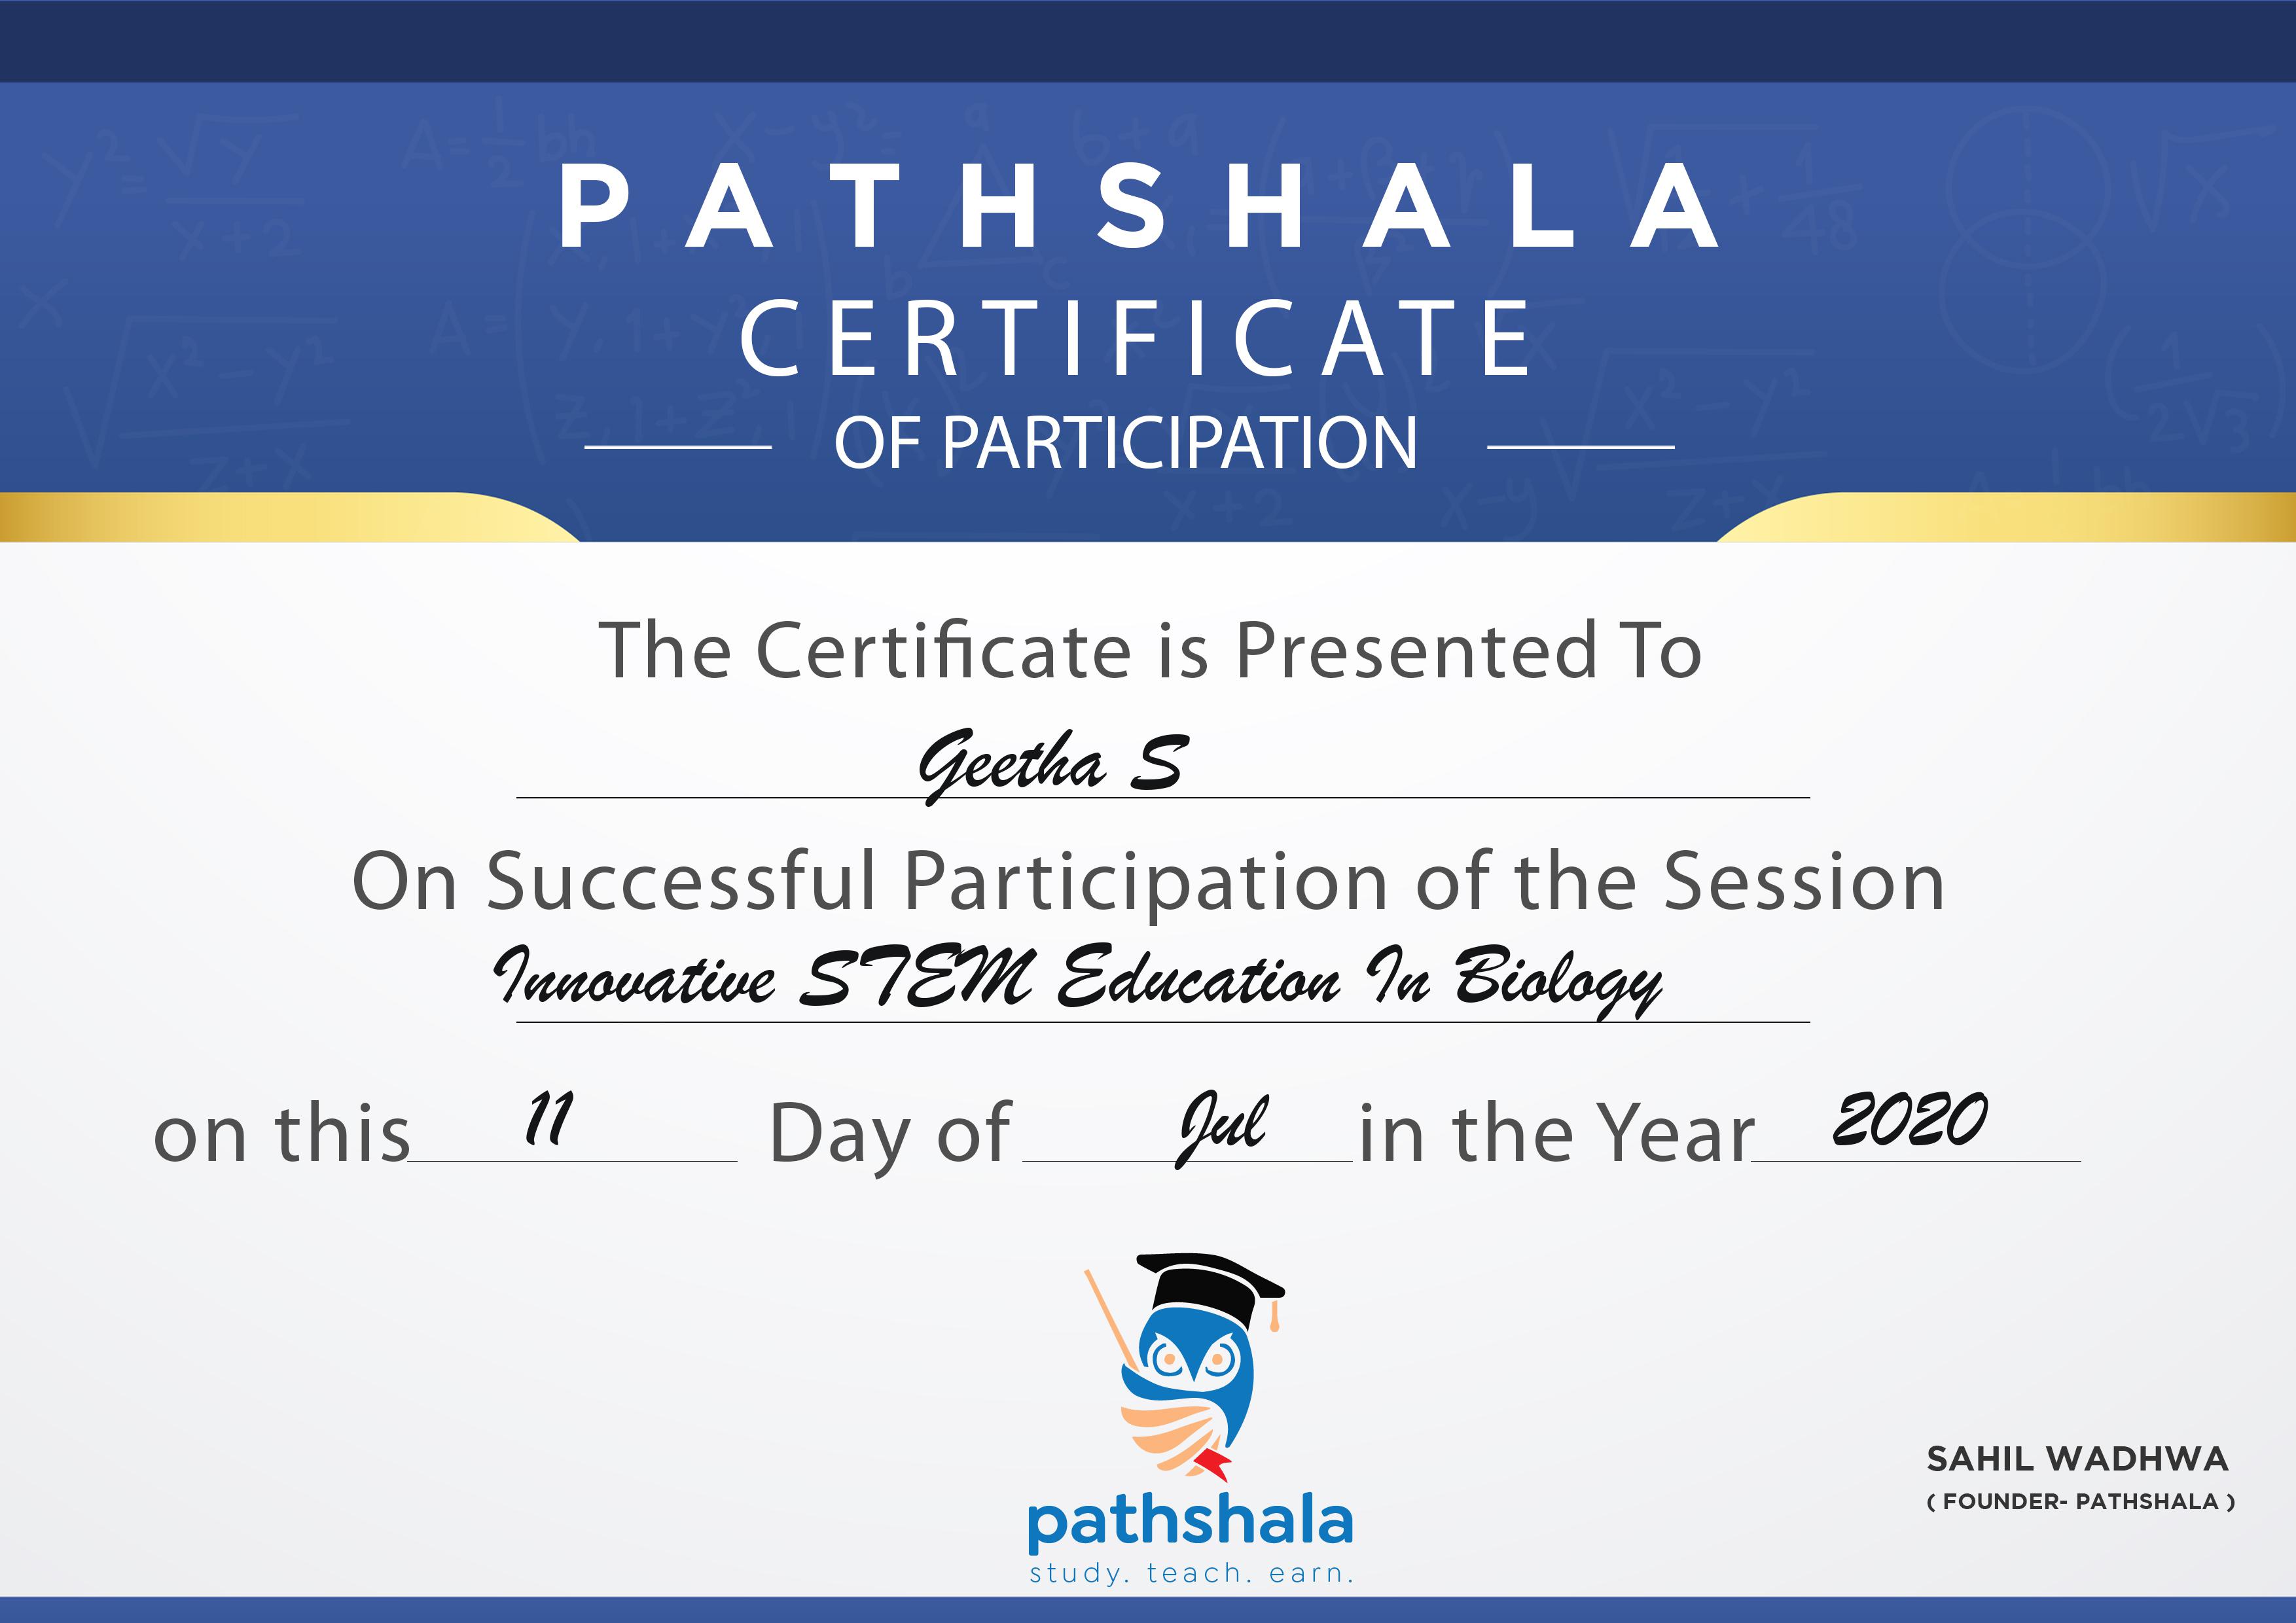 PATHSHALA
CERTIFICATE
OF PARTICIPATION
The Certificate is Presented To
Geetha S
On Successful Participation of the Session
Innovative STEM Education In Biology
on this 11 Day of Jul in the Year 2020
pathshala
study. teach. earn.
SAHIL WADHWA
( FOUNDER- PATHSHALA )